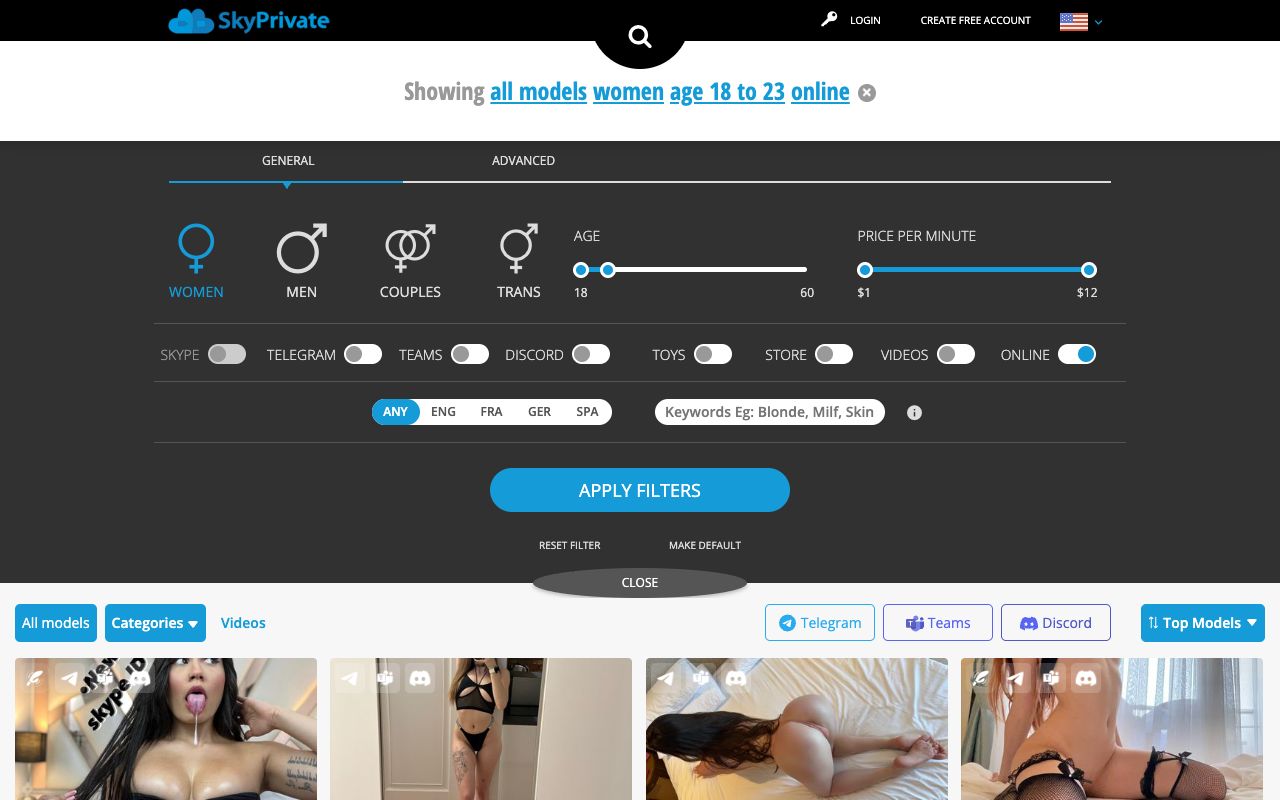 SkyPrivate
LOGIN
CREATE FREE ACCOUNT
Showing all models women age 18 to 23 online
GENERAL
ADVANCED
WOMEN
MEN
COUPLES
TRANS
AGE
18
60
PRICE PER MINUTE
$1
$12
SKYPE
TELEGRAM
TEAMS
DISCORD
TOYS
STORE
VIDEOS
ONLINE
ANY ENG FRA GER SPA
Keywords Eg: Blonde, Milf, Skin
APPLY FILTERS
RESET FILTER
MAKE DEFAULT
CLOSE
All models
Categories
Videos
Telegram
Teams
Discord
Top Models
New
skype ID